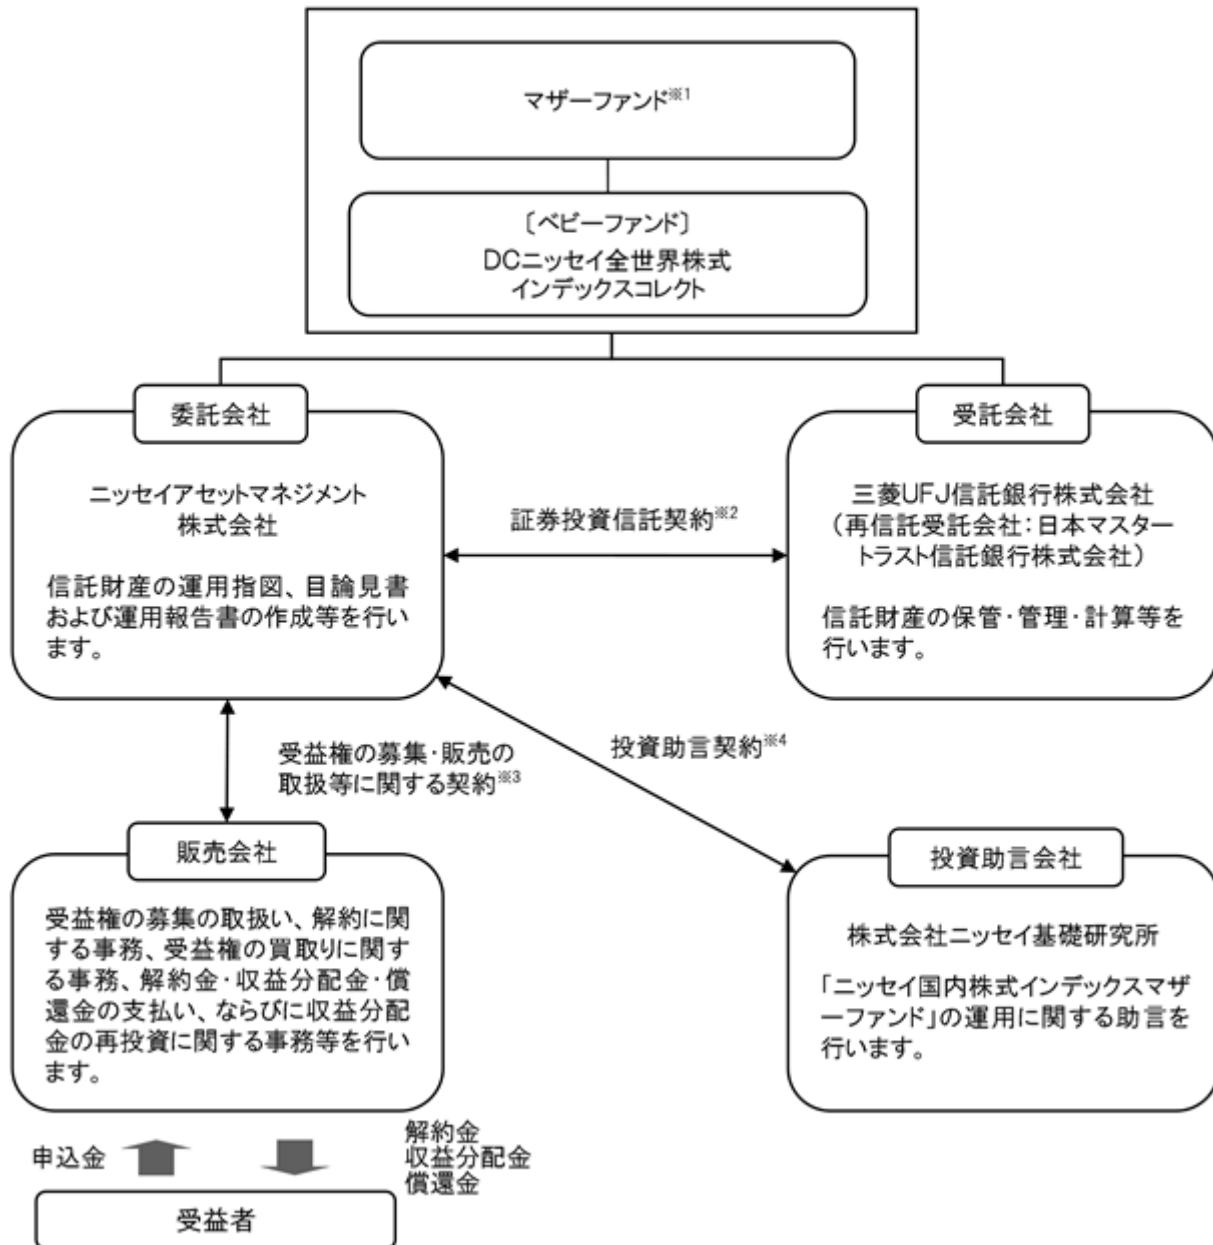 マザーファンド※1
〔ベビーファンド〕
DCニッセイ全世界株式
インデックスコレクト
委託会社
ニッセイアセットマネジメント
株式会社
信託財産の運用指図、目論見書
および運用報告書の作成等を行い
ます。
証券投資信託契約※2
受託会社
三菱UFJ信託銀行株式会社
（再信託受託会社：日本マスター
トラスト信託銀行株式会社）
信託財産の保管・管理・計算等を
行います。
受益権の募集・販売の
取扱等に関する契約※3
投資助言契約※4
販売会社
受益権の募集の取扱い、解約に関
する事務、受益権の買取りに関す
る事務、解約金・収益分配金・償
還金の支払い、ならびに収益分配
金の再投資に関する事務等を行い
ます。
投資助言会社
株式会社ニッセイ基礎研究所
「ニッセイ国内株式インデックスマザ
ーファンド」の運用に関する助言を
行います。
申込金
解約金
収益分配金
償還金
受益者